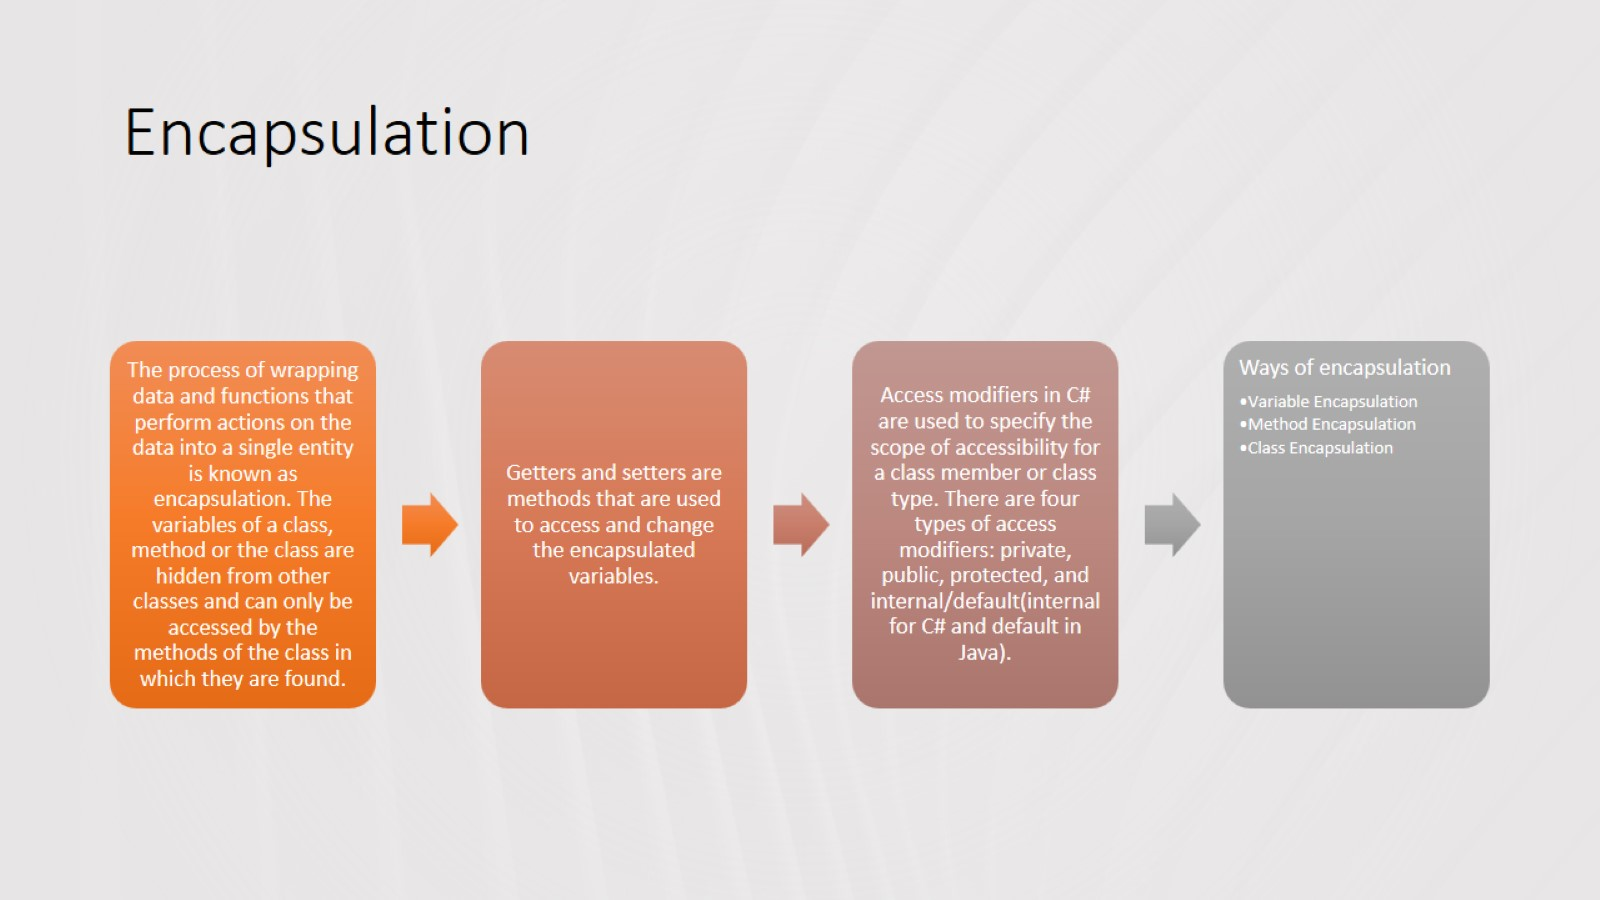 Encapsulation
The process of wrapping
data and functions that
perform actions on the
data into a single entity
is known as
encapsulation. The
variables of a class,
method or the class are
hidden from other
classes and can only be
accessed by the
methods of the class in
which they are found.
Getters and setters are
methods that are used
to access and change
the encapsulated
variables.
Access modifiers in C#
are used to specify the
scope of accessibility for
a class member or class
type. There are four
types of access
modifiers: private,
public, protected, and
internal/default(internal
for C# and default in
Java).
Ways of encapsulation
•Variable Encapsulation
•Method Encapsulation
•Class Encapsulation